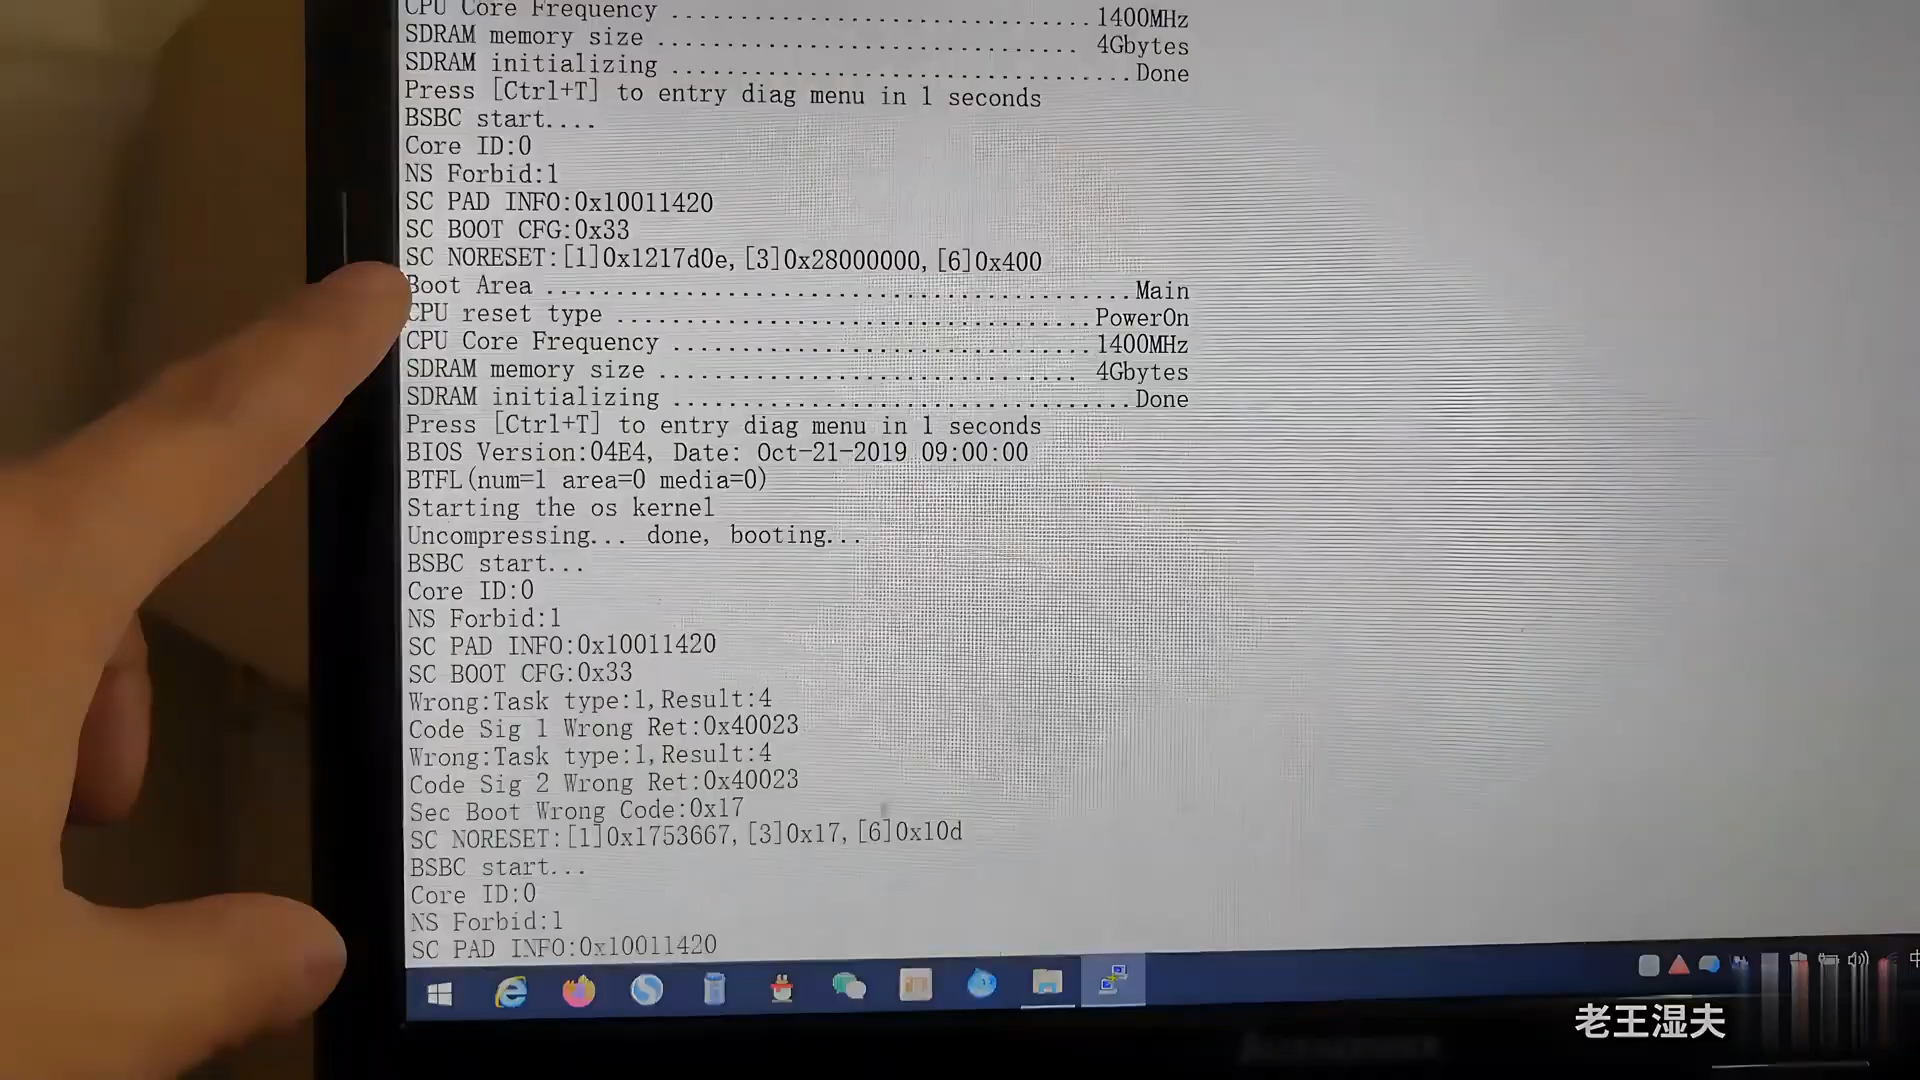 CPU Core Frequency ..............................1400MHz
SDRAM memory size .............................. 4Gbytes
SDRAM initializing .................................Done
Press [Ctrl+T] to entry diag menu in 1 seconds
BSBC start....
Core ID:0
NS Forbid:1
SC PAD INFO:0x10011420
SC BOOT CFG:0x33
SC NORESET:[1]0x1217d0e,[3]0x28000000,[6]0x400
Boot Area ..........................................Main
CPU reset type ..................................PowerOn
CPU Core Frequency ..............................1400MHz
SDRAM memory size .............................. 4Gbytes
SDRAM initializing .................................Done
Press [Ctrl+T] to entry diag menu in 1 seconds
BIOS Version:04E4, Date: Oct-21-2019 09:00:00
BTFL(num=1 area=0 media=0)
Starting the os kernel
Uncompressing... done, booting...
BSBC start...
Core ID:0
NS Forbid:1
SC PAD INFO:0x10011420
SC BOOT CFG:0x33
Wrong:Task type:1,Result:4
Code Sig 1 Wrong Ret:0x40023
Wrong:Task type:1,Result:4
Code Sig 2 Wrong Ret:0x40023
Sec Boot Wrong Code:0x17
SC NORESET:[1]0x1753667,[3]0x17,[6]0x10d
BSBC start...
Core ID:0
NS Forbid:1
SC PAD INFO:0x10011420
中
老王湿夫